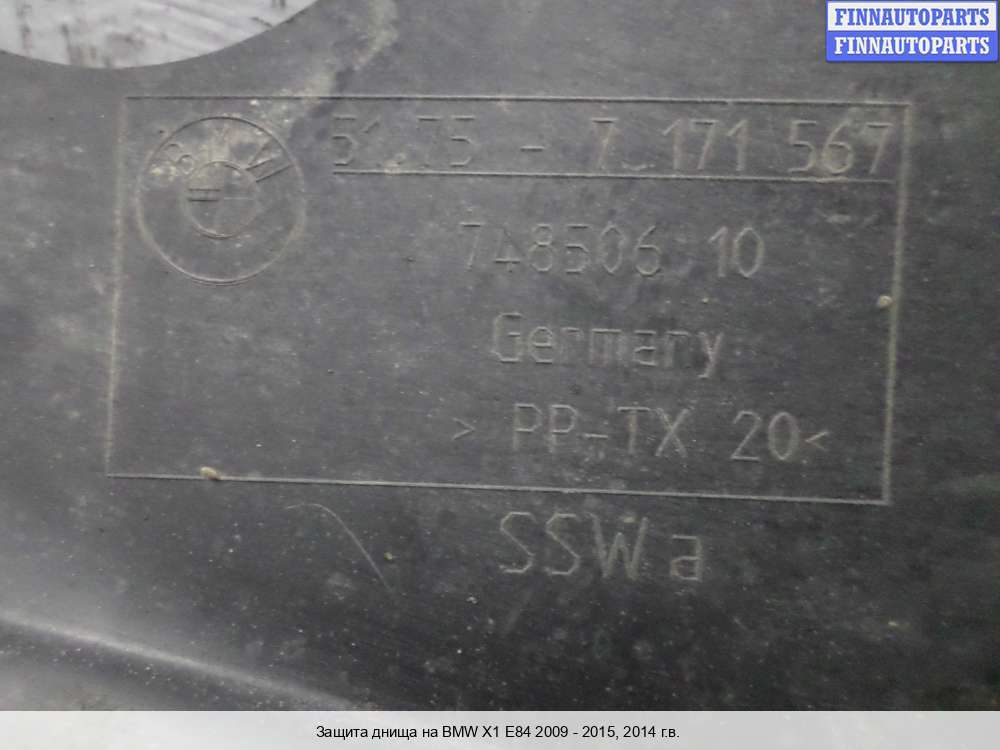 FINNAUTOPARTS
FINNAUTOPARTS
BMW
51.75 - 7.171 567
748506 10
Germany
> PP-TX 20<
SSWa
Защита днища на BMW X1 E84 2009 - 2015, 2014 г.в.